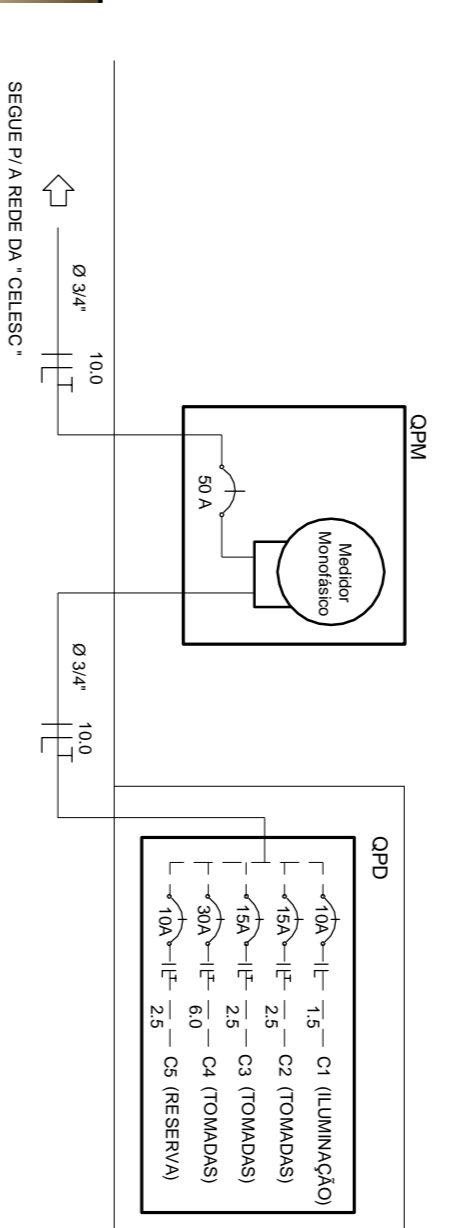 SEGUE P/ A REDE DA " CELESC "
Ø 3/4"
10.0
QPM
50 A
Medidor
Monofásico
Ø 3/4"
10.0
QPD
10A 1.5 C1 (ILUMINAÇÃO)
15A 2.5 C2 (TOMADAS)
15A 2.5 C3 (TOMADAS)
30A 6.0 C4 (TOMADAS)
10A 2.5 C5 (RESERVA)